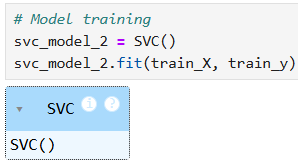 # Model training
svc_model_2 = SVC()
svc_model_2.fit(train_X, train_y)
▾ SVC i ?
SVC()